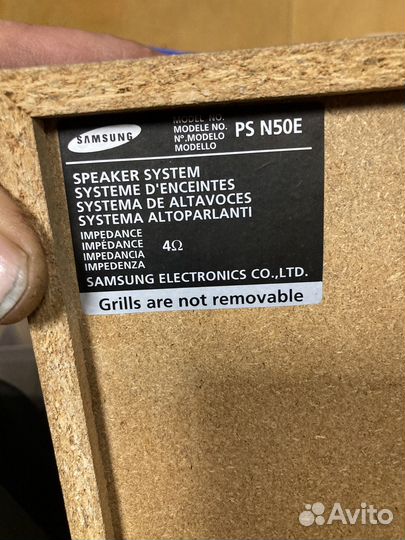 SAMSUNG
MODEL NO.
MODELE NO.
Nº.MODELO
MODELLO
PS N50E
SPEAKER SYSTEM
SYSTEME D'ENCEINTES
SYSTEMA DE ALTAVOCES
SYSTEMA ALTOPARLANTI
IMPEDANCE
IMPÉDANCE
IMPEDANCIA
IMPEDENZA
4Ω
SAMSUNG ELECTRONICS CO.,LTD.
Grills are not removable
Avito